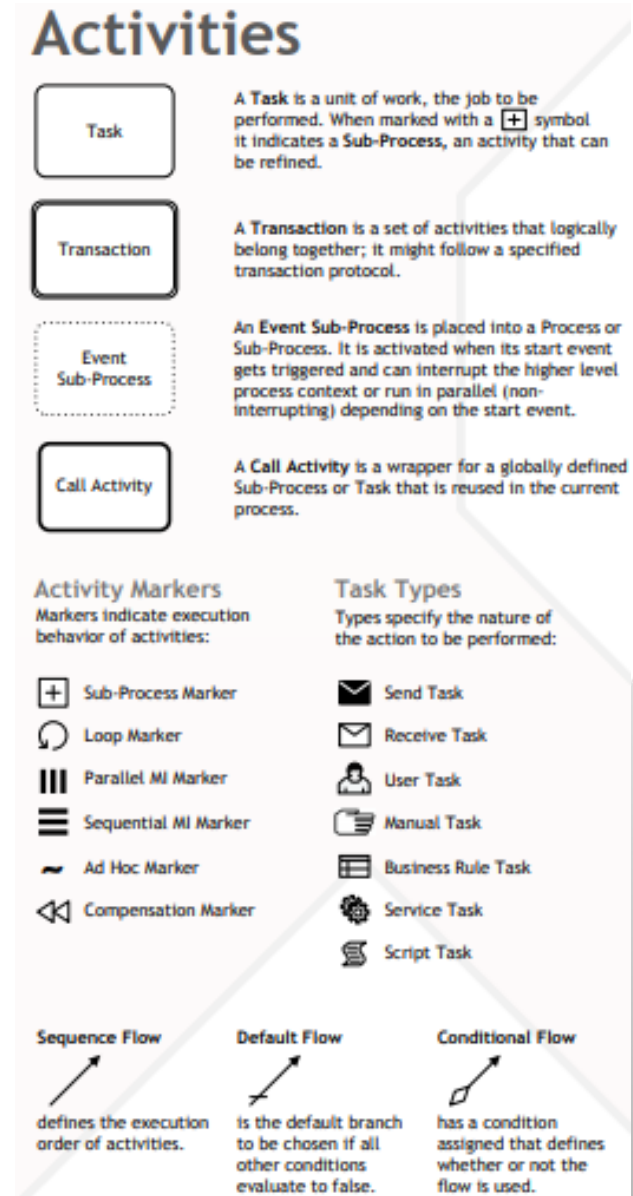 Activities
Task
A Task is a unit of work, the job to be
performed. When marked with a + symbol
it indicates a Sub-Process, an activity that can
be refined.
Transaction
A Transaction is a set of activities that logically
belong together; it might follow a specified
transaction protocol.
Event
Sub-Process
An Event Sub-Process is placed into a Process or
Sub-Process. It is activated when its start event
gets triggered and can interrupt the higher level
process context or run in parallel (non-
interrupting) depending on the start event.
Call Activity
A Call Activity is a wrapper for a globally defined
Sub-Process or Task that is reused in the current
process.
Activity Markers
Markers indicate execution
behavior of activities:
Sub-Process Marker
Loop Marker
Parallel MI Marker
Sequential MI Marker
Ad Hoc Marker
Compensation Marker
Task Types
Types specify the nature of
the action to be performed:
Send Task
Receive Task
User Task
Manual Task
Business Rule Task
Service Task
Script Task
Sequence Flow
defines the execution
order of activities.
Default Flow
is the default branch
to be chosen if all
other conditions
evaluate to false.
Conditional Flow
has a condition
assigned that defines
whether or not the
flow is used.